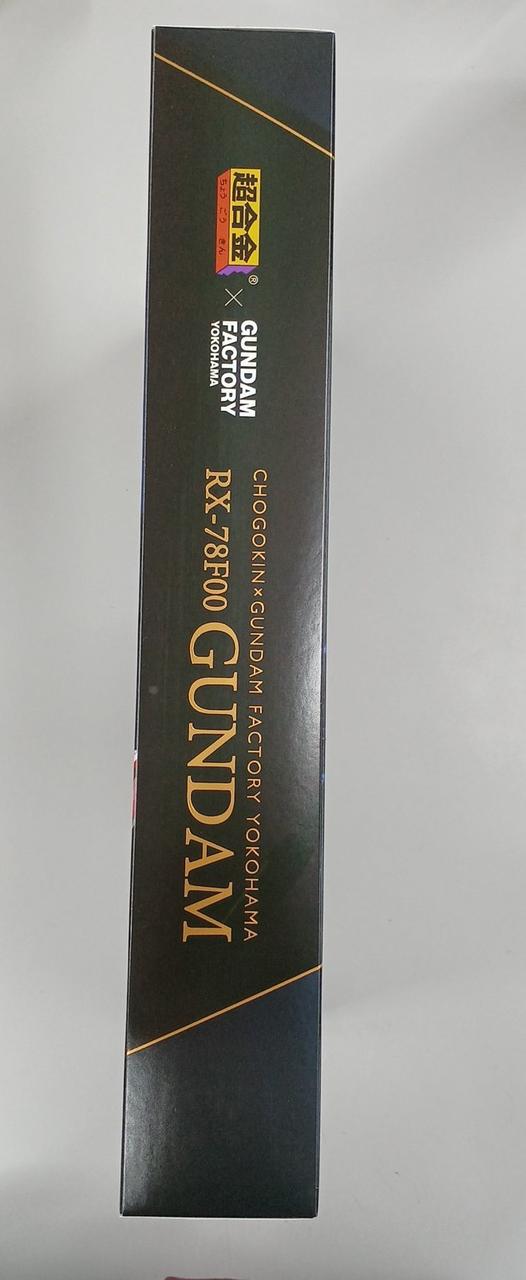 超合金®
ちょう ごう きん
×
GUNDAM
FACTORY
YOKOHAMA
CHOGOKIN×GUNDAM FACTORY YOKOHAMA
RX-78F00 GUNDAM